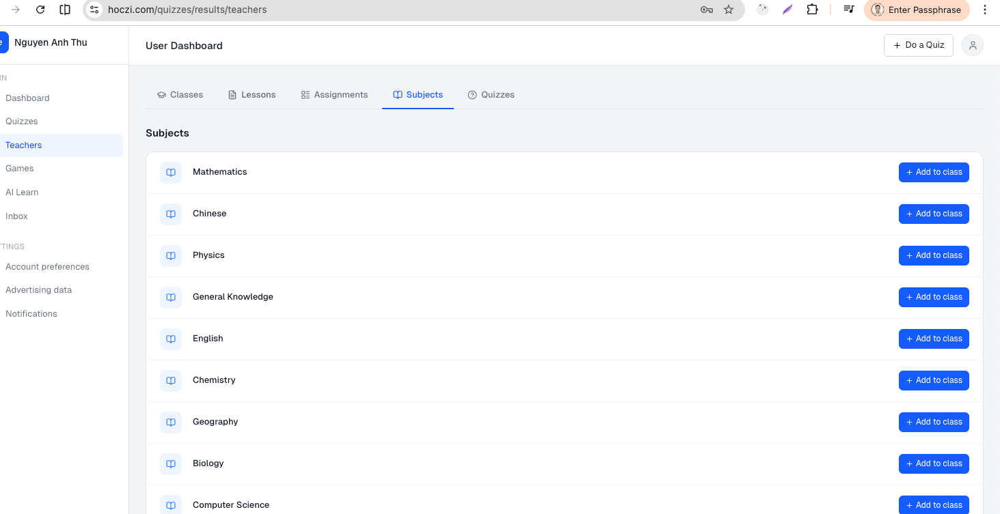 hoczi.com/quizzes/results/teachers
Enter Passphrase
e
Nguyen Anh Thu
User Dashboard
+ Do a Quiz
IN
Dashboard
Quizzes
Teachers
Games
AI Learn
Inbox
TTINGS
Account preferences
Advertising data
Notifications
Classes
Lessons
Assignments
Subjects
Quizzes
Subjects
Mathematics
+ Add to class
Chinese
+ Add to class
Physics
+ Add to class
General Knowledge
+ Add to class
English
+ Add to class
Chemistry
+ Add to class
Geography
+ Add to class
Biology
+ Add to class
Computer Science
+ Add to class